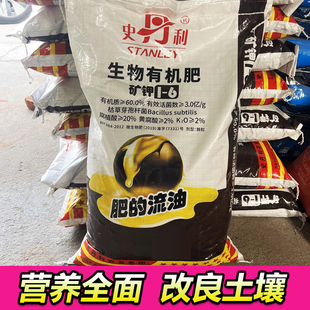 史丹利®
STANLEY
生物有机肥
矿钾I-6
有机质≥60.0% 有效活菌数≥3.0亿/g
枯草芽孢杆菌Bacillus subtilis
腐植酸≥20% 黄腐酸≥2% K₂O≥2%
肥的流油
营养全面 改良土壤